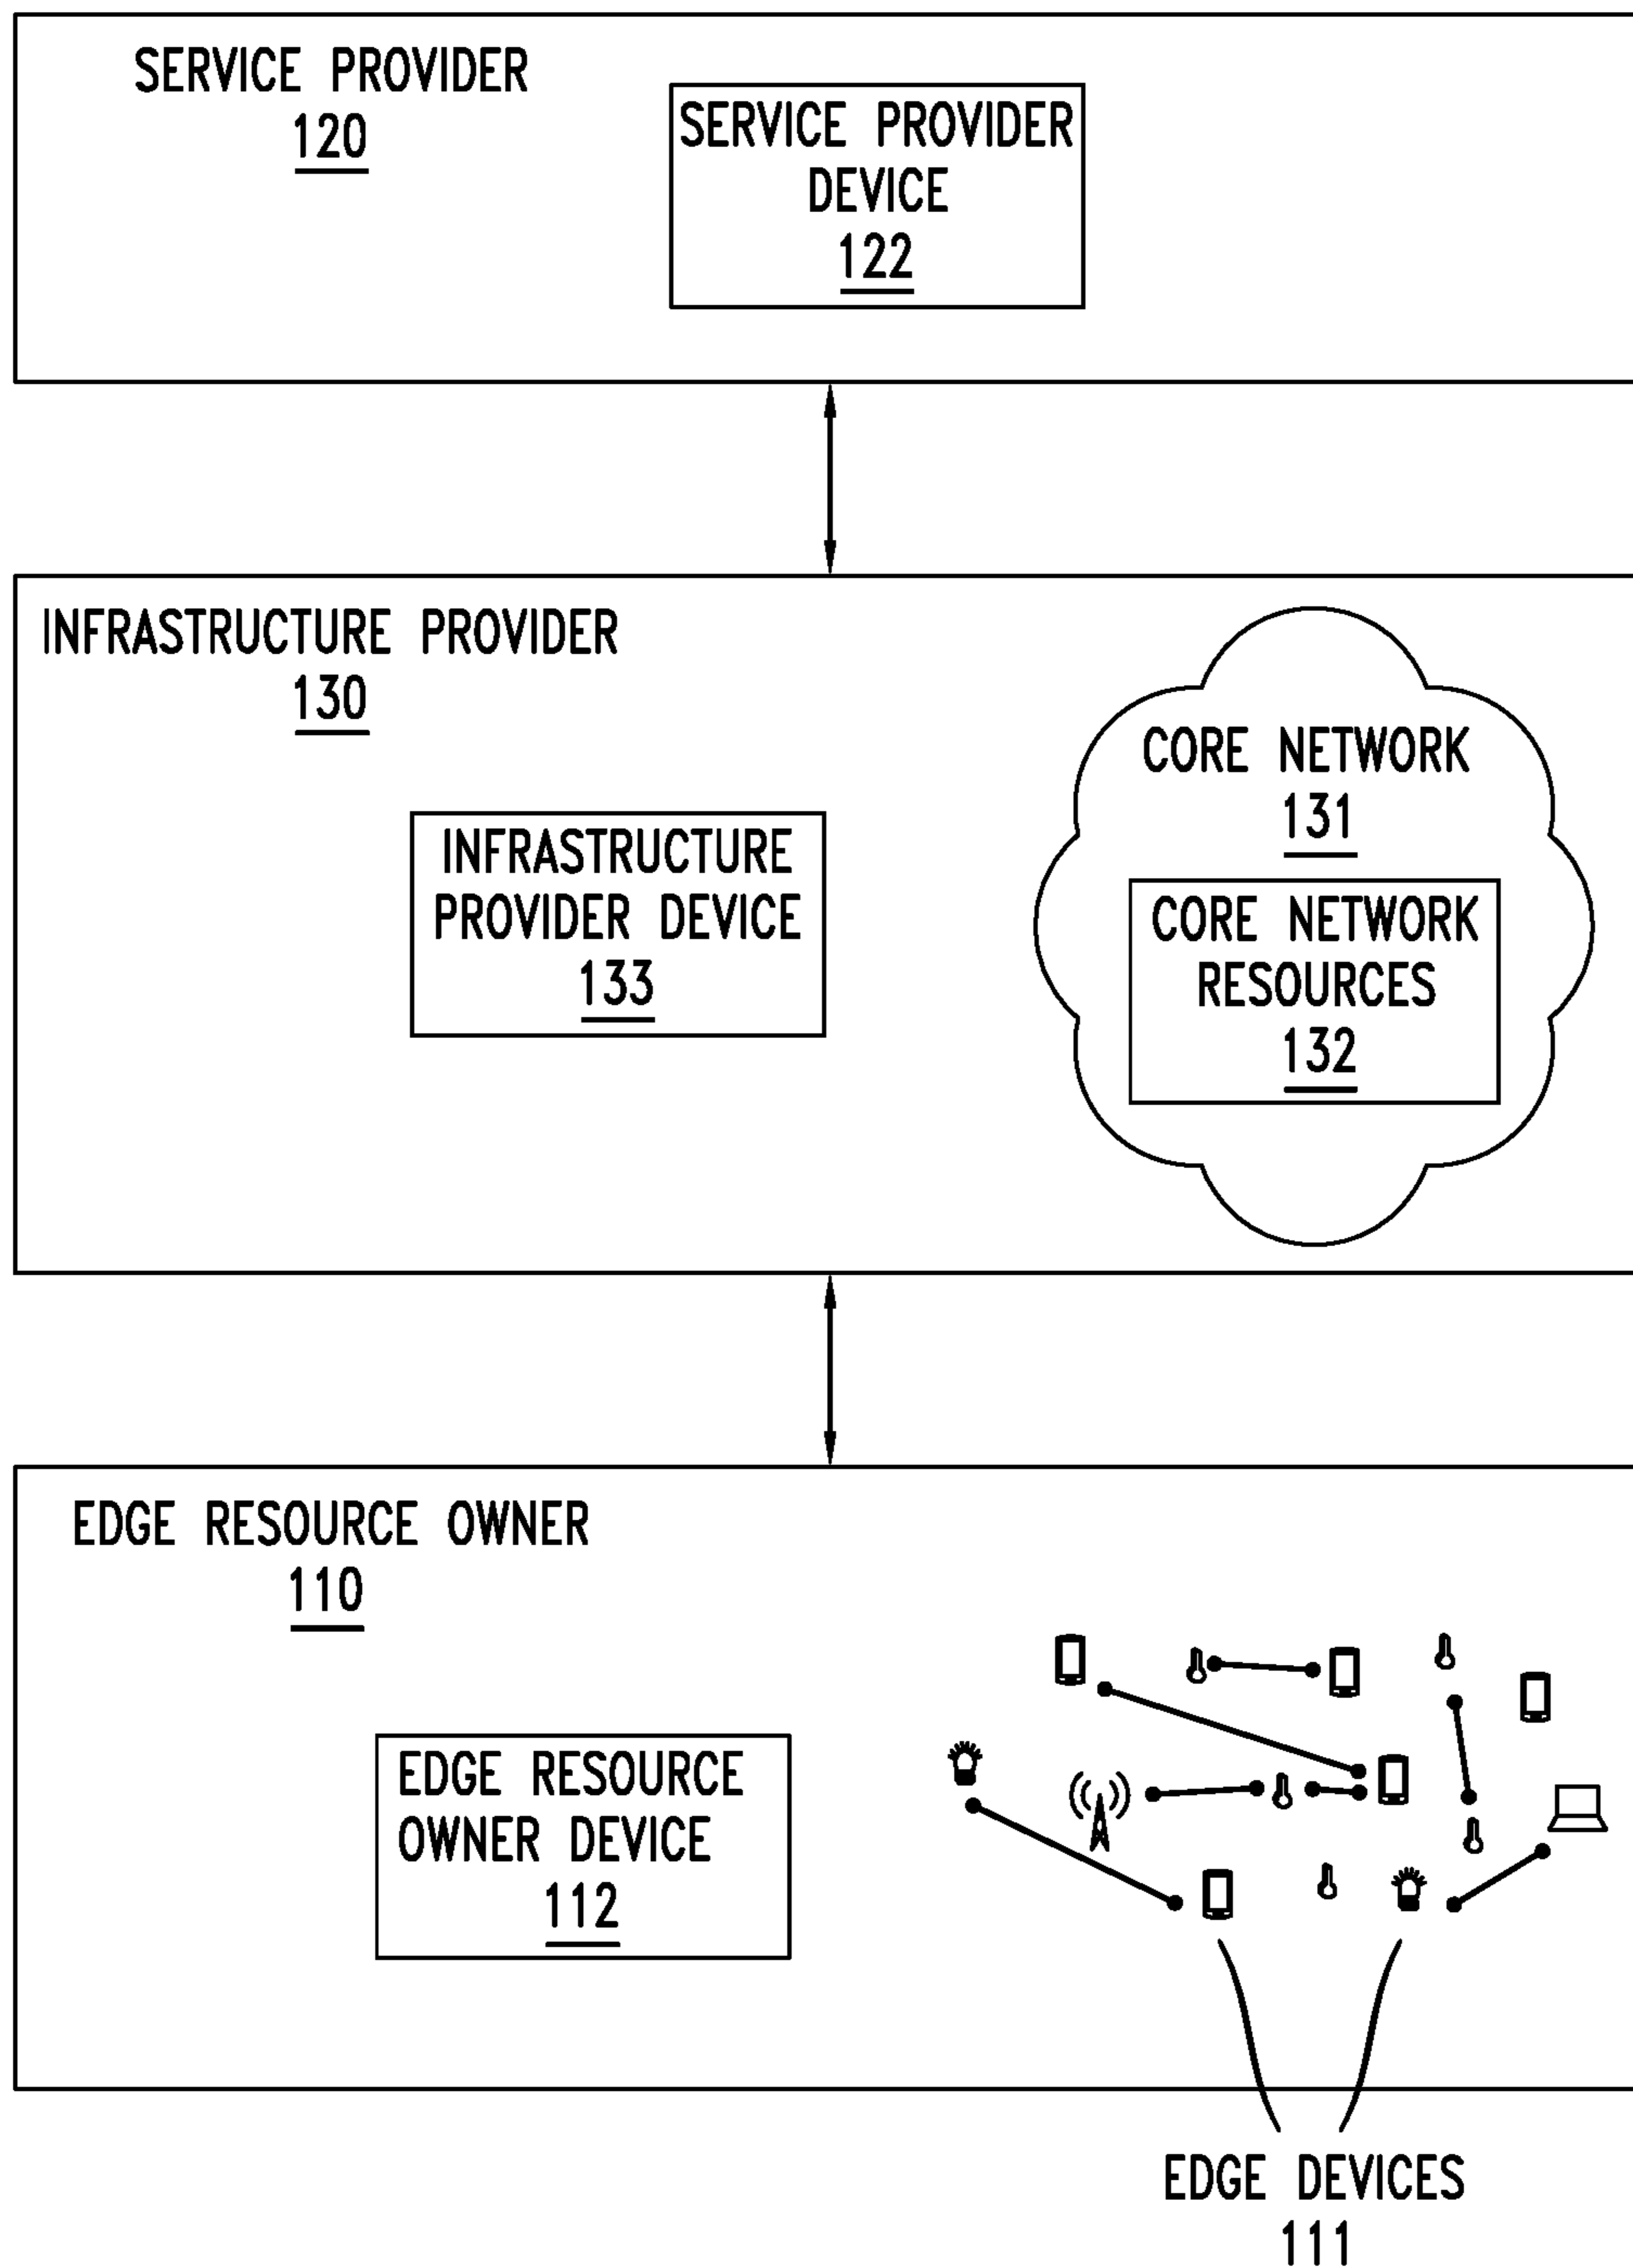 SERVICE PROVIDER
120
SERVICE PROVIDER
DEVICE
122
INFRASTRUCTURE PROVIDER
130
INFRASTRUCTURE
PROVIDER DEVICE
133
CORE NETWORK
131
CORE NETWORK
RESOURCES
132
EDGE RESOURCE OWNER
110
EDGE RESOURCE
OWNER DEVICE
112
EDGE DEVICES
111